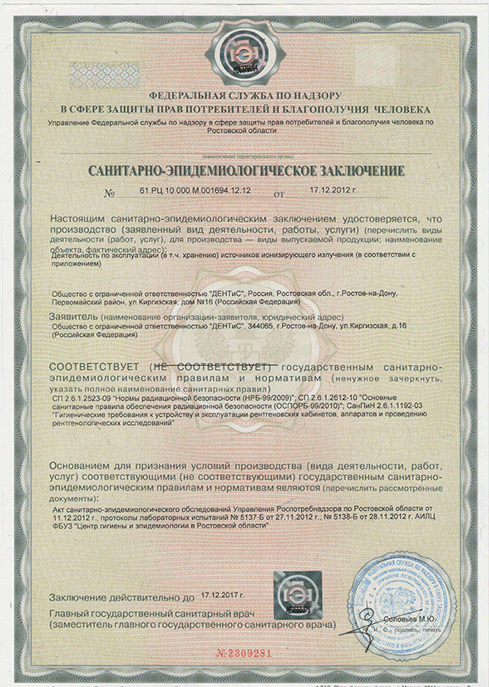 ФЕДЕРАЛЬНАЯ СЛУЖБА ПО НАДЗОРУ
В СФЕРЕ ЗАЩИТЫ ПРАВ ПОТРЕБИТЕЛЕЙ И БЛАГОПОЛУЧИЯ ЧЕЛОВЕКА
Управление Федеральной службы по надзору в сфере защиты прав потребителей и благополучия человека по
Ростовской области
(наименование территориального органа)
САНИТАРНО-ЭПИДЕМИОЛОГИЧЕСКОЕ ЗАКЛЮЧЕНИЕ
№ 61.РЦ.10.000.М.001694.12.12 от 17.12.2012 г.
Настоящим санитарно-эпидемиологическим заключением удостоверяется, что
производство (заявленный вид деятельности, работы, услуги) (перечислить виды
деятельности (работ, услуг), для производства — виды выпускаемой продукции; наименование
объекта, фактический адрес):
Деятельность по эксплуатации (в т.ч. хранению) источников ионизирующего излучения (в соответствии с
приложением)
Общество с ограниченной ответственностью "ДЕНТиС", Россия, Ростовская обл., г.Ростов-на-Дону,
Первомайский район, ул Киргизская, дом №16 (Российская Федерация)
Заявитель (наименование организации-заявителя, юридический адрес)
Общество с ограниченной ответственностью "ДЕНТиС", 344065, г.Ростов-на-Дону, ул.Киргизская, д.16
(Российская Федерация)
СООТВЕТСТВУЕТ (НЕ СООТВЕТСТВУЕТ) государственным санитарно-
эпидемиологическим правилам и нормативам (ненужное зачеркнуть,
указать полное наименование санитарных правил)
СП 2.6.1.2523-09 "Нормы радиационной безопасности (НРБ-99/2009)"; СП 2.6.1.2612-10 "Основные
санитарные правила обеспечения радиационной безопасности (ОСПОРБ-99/2010); СанПиН 2.6.1.1192-03
"Гигиенические требования к устройству и эксплуатации рентгеновских кабинетов, аппаратов и проведению
рентгенологических исследований"
Основанием для признания условий производства (вида деятельности, работ,
услуг) соответствующими (не соответствующими) государственным санитарно-
эпидемиологическим правилам и нормативам являются (перечислить рассмотренные
документы):
Акт санитарно-эпидемиологического обследований Управления Роспотребнадзора по Ростовской области от
11.12.2012 г., протоколы лабораторных испытаний № 5137-Б от 27.11.2012 г., № 5138-Б от 28.11.2012 г. АИЛЦ
ФБУЗ "Центр гигиены и эпидемиологии в Ростовской области"
Заключение действительно до 17.12.2017 г.
Главный государственный санитарный врач
(заместитель главного государственного санитарного врача)
Соловьев М.Ю.
И. О., подпись, печать
№2309281